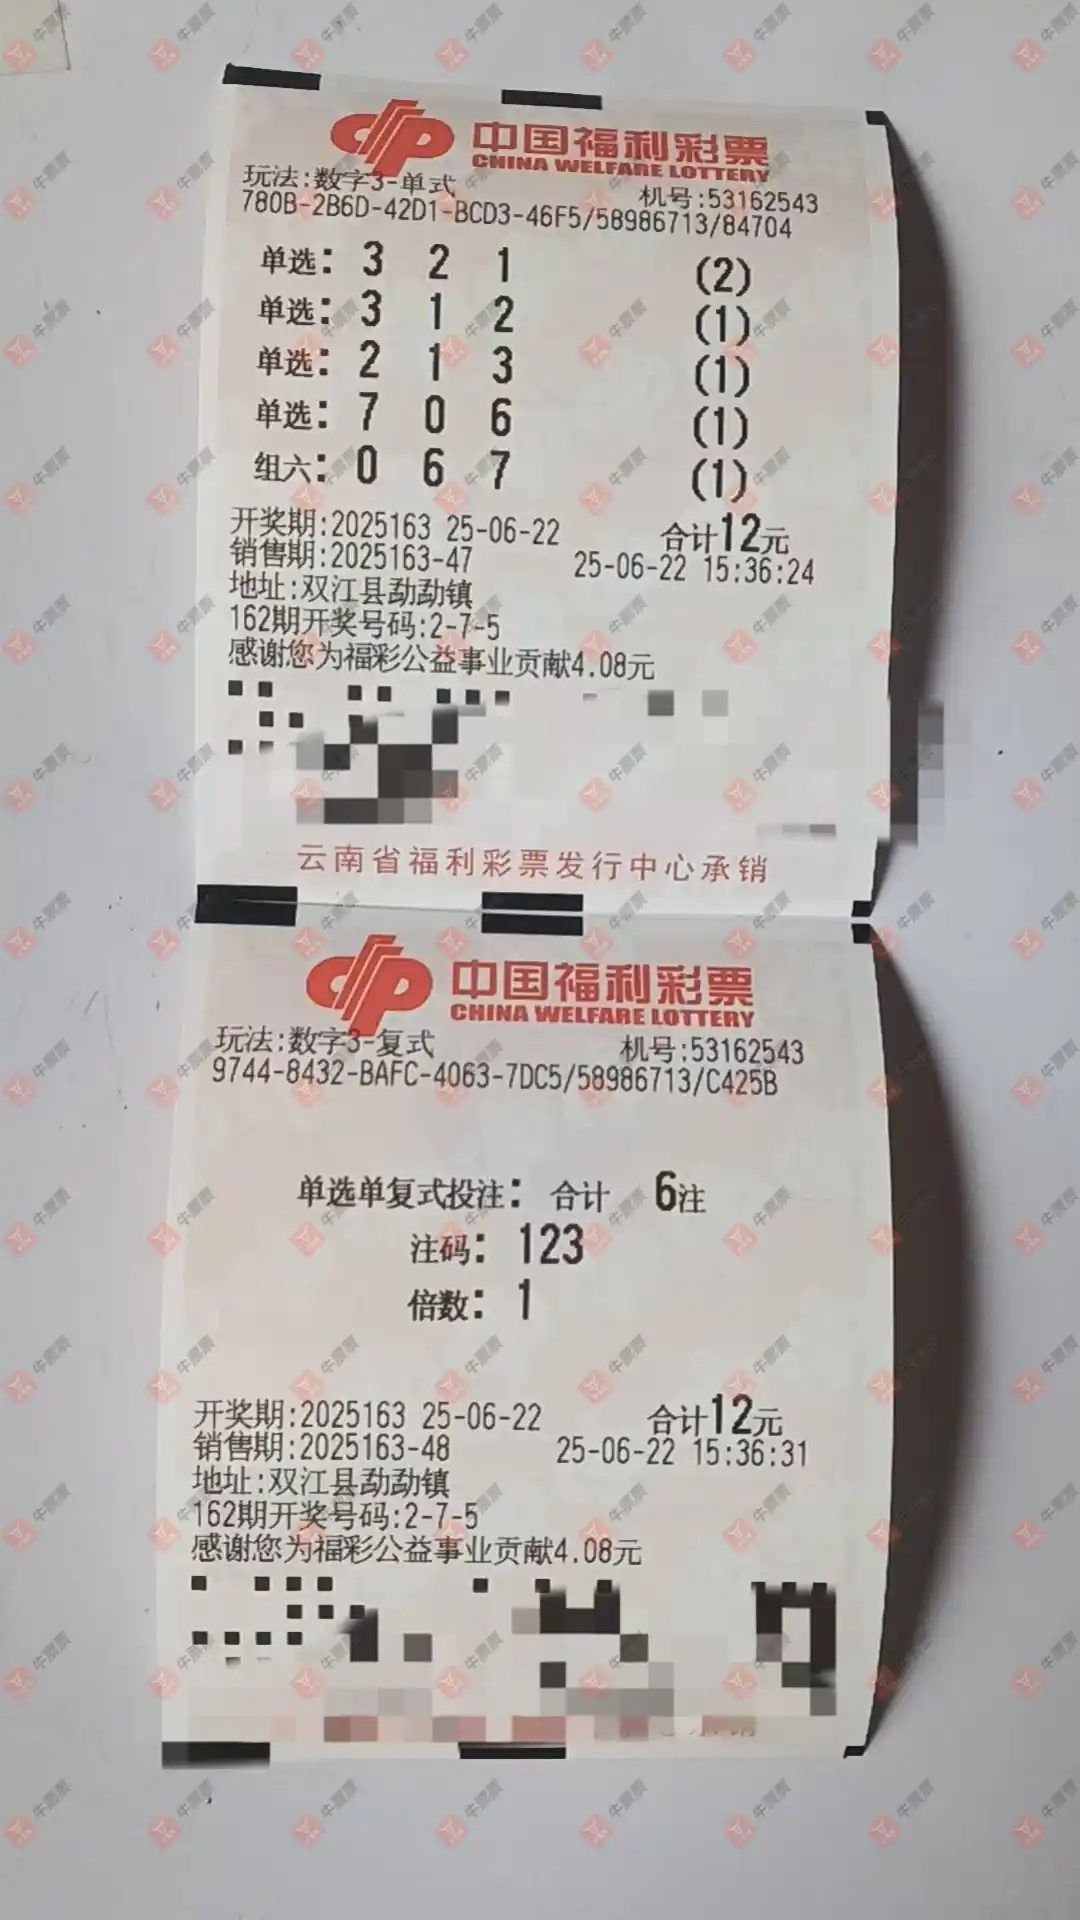 中国福利彩票
CHINA WELFARE LOTTERY
玩法:数字3-单式 机号:53162543
780B-2B6D-42D1-BCD3-46F5/58986713/84704
单选: 3 2 1 (2)
单选: 3 1 2 (1)
单选: 2 1 3 (1)
单选: 7 0 6 (1)
组六: 0 6 7 (1)
开奖期:2025163 25-06-22 合计12元
销售期:2025163-47 25-06-22 15:36:24
地址:双江县勐勐镇
162期开奖号码:2-7-5
感谢您为福彩公益事业贡献4.08元
云南省福利彩票发行中心承销
中国福利彩票
CHINA WELFARE LOTTERY
玩法:数字3-复式 机号:53162543
9744-8432-BAFC-4063-7DC5/58986713/C425B
单选单复式投注: 合计 6注
注码: 123
倍数: 1
开奖期:2025163 25-06-22 合计12元
销售期:2025163-48 25-06-22 15:36:31
地址:双江县勐勐镇
162期开奖号码:2-7-5
感谢您为福彩公益事业贡献4.08元
牛票票